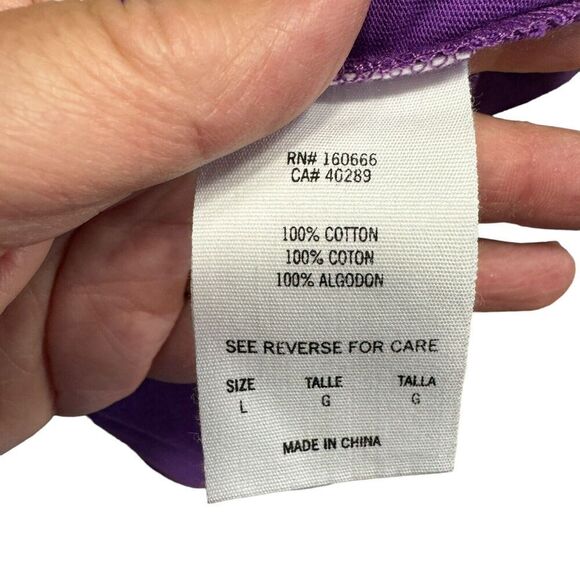 RN# 160666
CA# 40289
100% COTTON
100% COTON
100% ALGODON
SEE REVERSE FOR CARE
SIZE TALLE TALLA
L G G
MADE IN CHINA